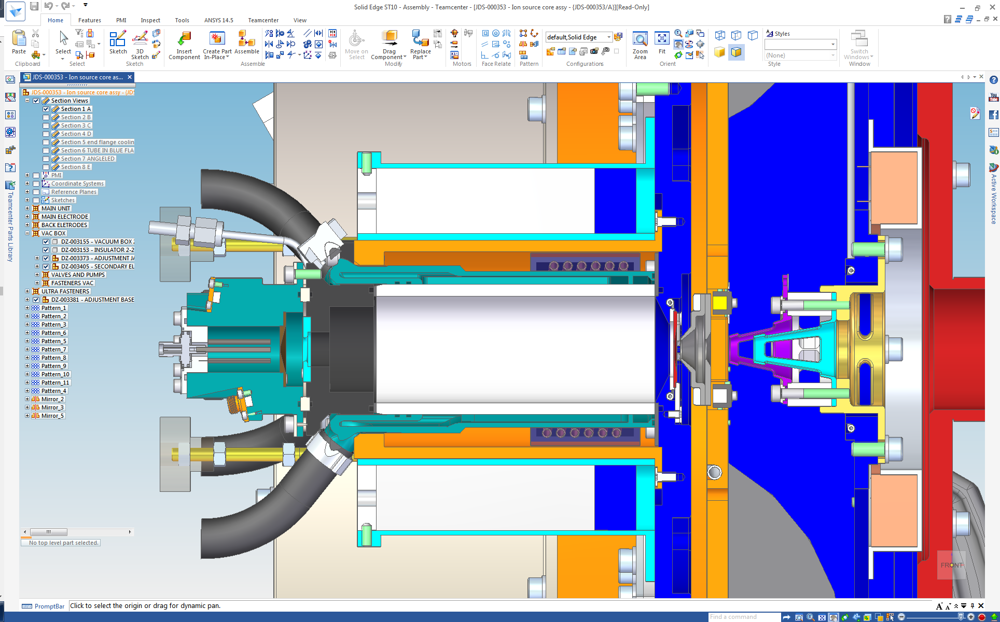 Solid Edge ST10 - Assembly - Teamcenter - [JDS-000353 - Ion source core assy - {JDS-000353/A}][Read-Only]
Home Features PMI Inspect Tools ANSYS 14.5 Teamcenter View
Paste
Clipboard
Select
Select
Sketch
3D Sketch
Sketch
Insert Component
Create Part In-Place
Assemble
Assemble
Move on Select
Drag Component
Replace Part
Modify
Motors
Face Relate
Pattern
default,Solid Edge
Configurations
Zoom Area
Fit
Orient
Styles
(None)
Style
Switch Windows
Window
JDS-000353 - Ion source core as...
JDS-000353 - Ion source core assy - {JDS
Section Views
Section 1 A
Section 2 B
Section 3 C
Section 4 D
Section 5 end flange coolin
Section 6 TUBE IN BLUE FLA
Section 7 ANGLELED
Section 8 E
PMI
Coordinate Systems
Reference Planes
Sketches
MAIN UNIT
MAIN ELECTRODE
BACK ELETRODES
VAC BOX
DZ-003155 - VACUUM BOX 2
DZ-003153 - INSULATOR 2-2
DZ-003373 - ADJUSTMENT JA
DZ-003405 - SECONDARY EL
VALVES AND PUMPS
FASTENERS VAC
ULTRA FASTENERS
DZ-003381 - ADJUSTMENT BASE
Pattern_1
Pattern_2
Pattern_3
Pattern_6
Pattern_5
Pattern_7
Pattern_8
Pattern_9
Pattern_10
Pattern_11
Pattern_4
Mirror_2
Mirror_3
Mirror_5
No top level part selected.
Teamcenter Parts Library
You Tube
Active Workspace
FRONT
PromptBar
Click to select the origin or drag for dynamic pan.
Find a command